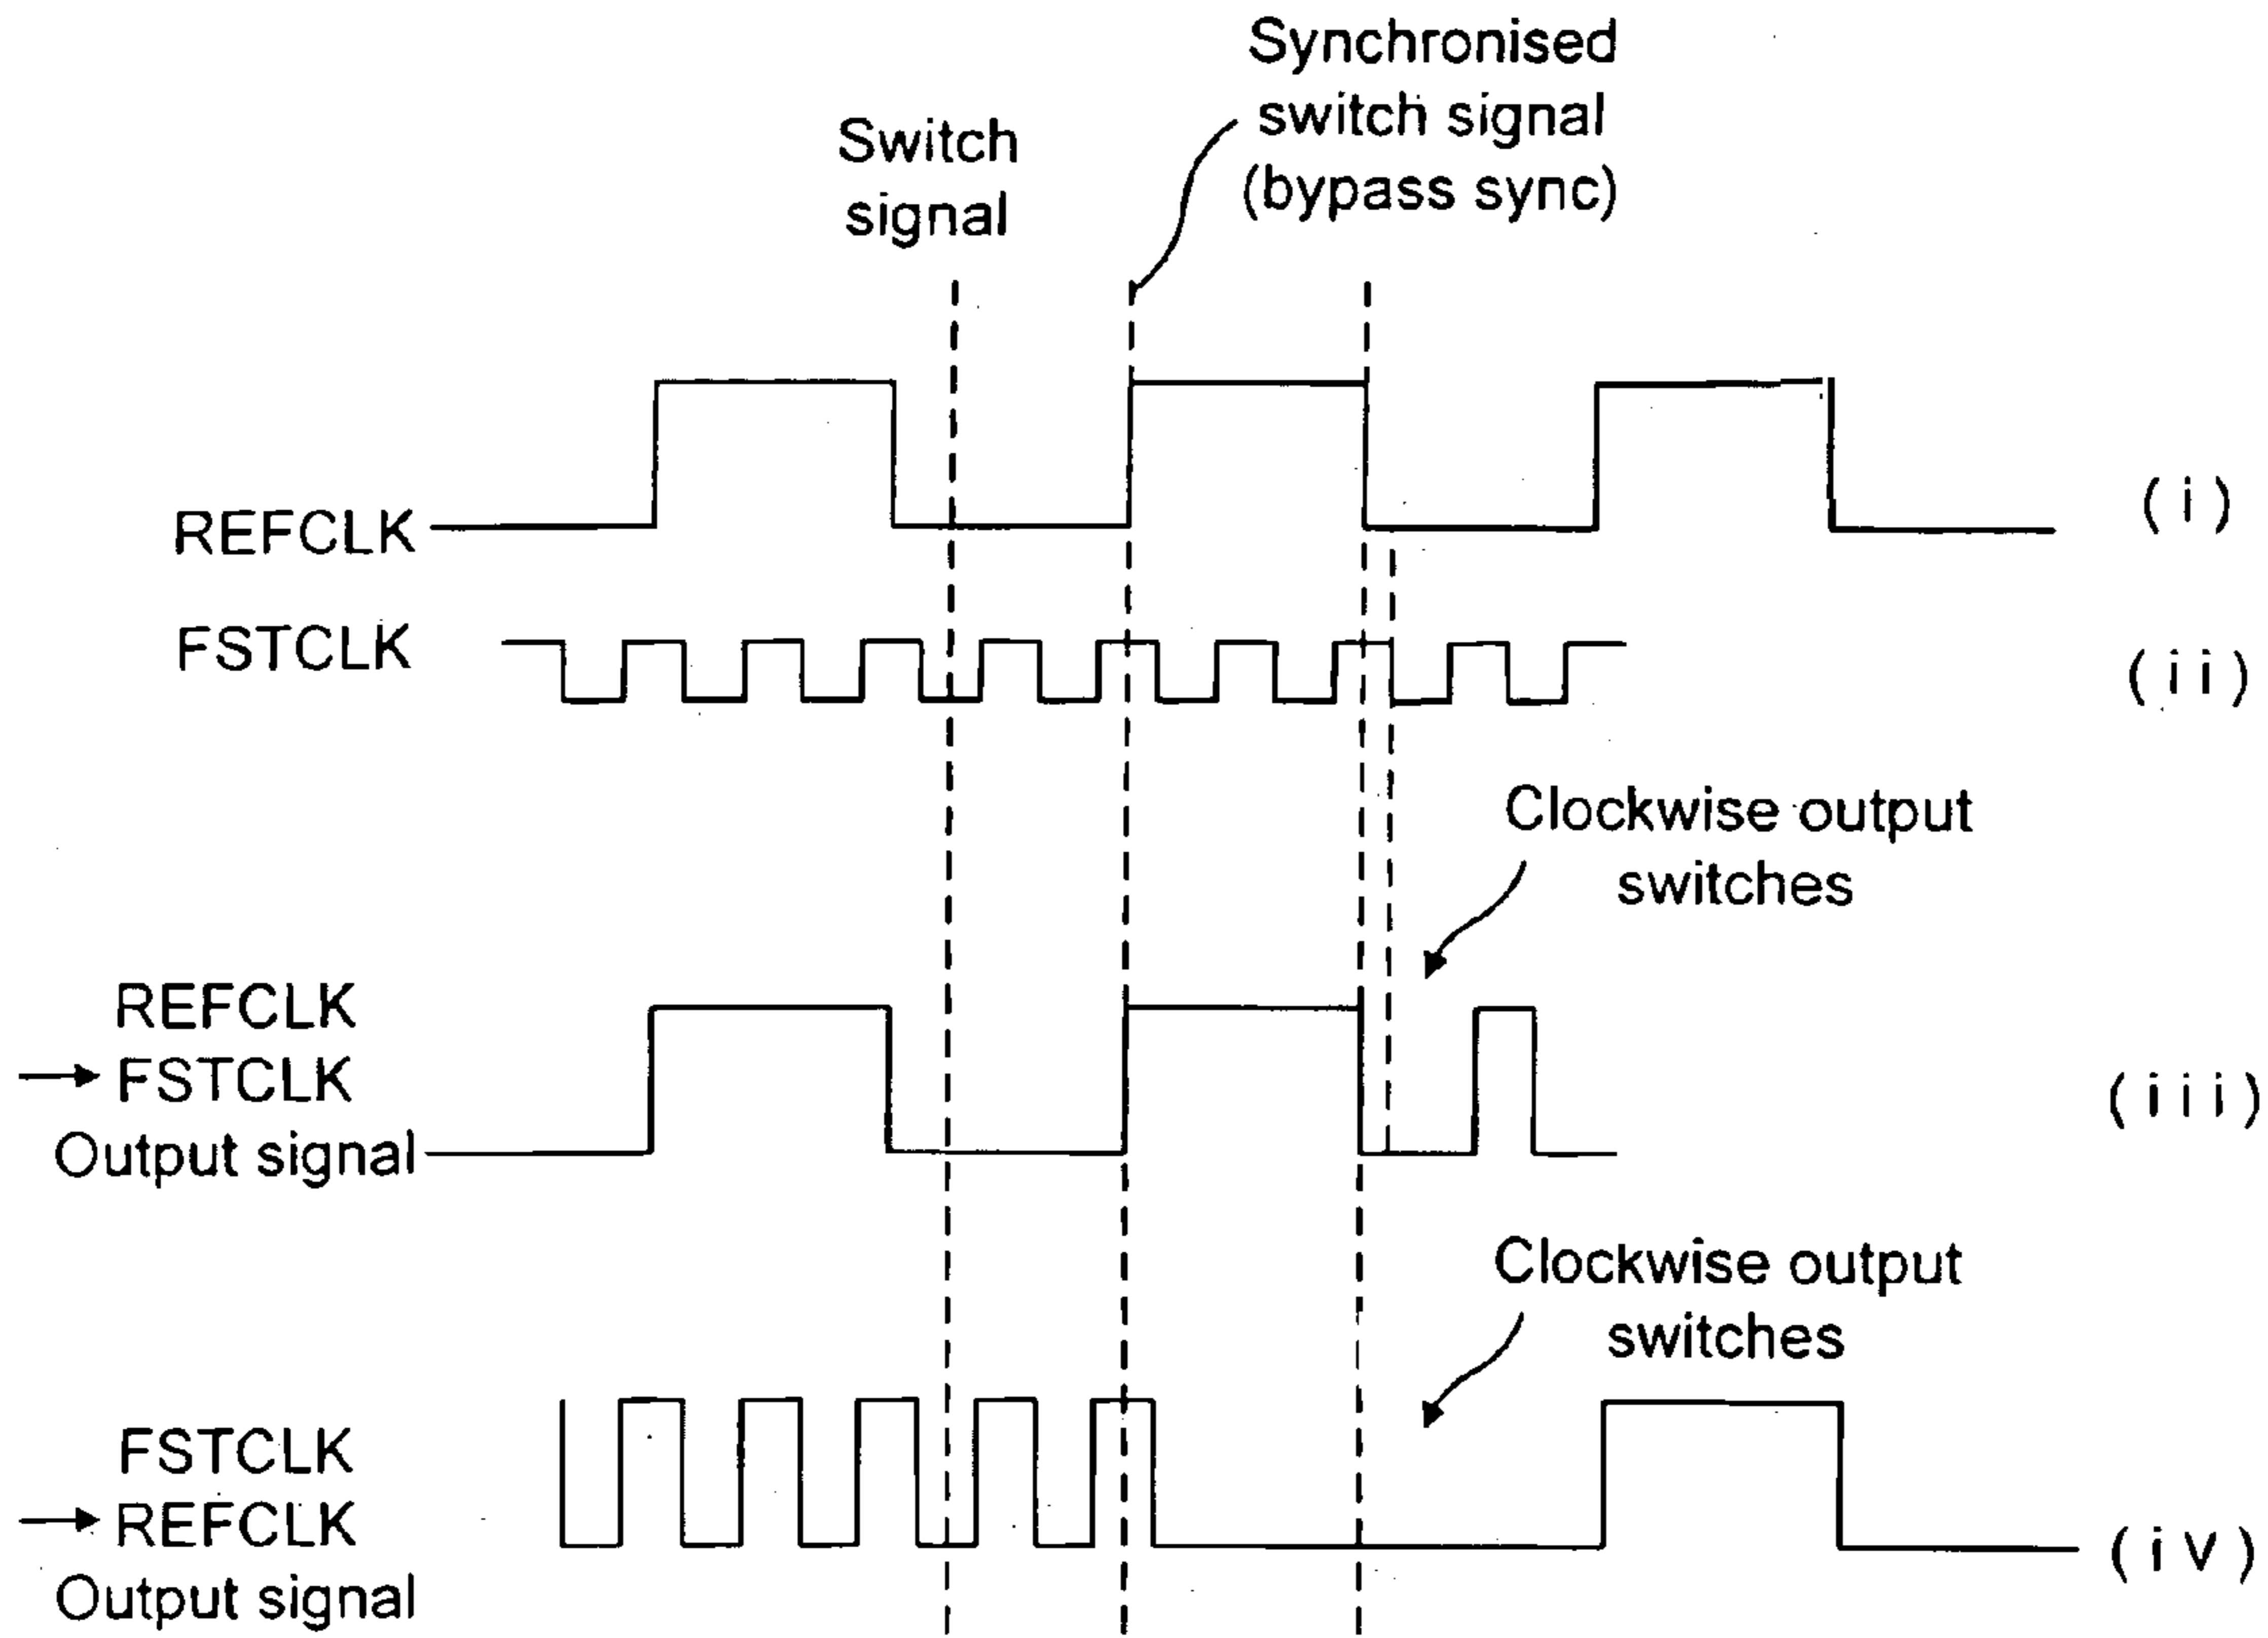 Synchronised
switch signal
(bypass sync)
Switch
signal
REFCLK
(i)
FSTCLK
(ii)
Clockwise output
switches
REFCLK
→ FSTCLK
Output signal
(iii)
Clockwise output
switches
FSTCLK
→ REFCLK
Output signal
(iv)